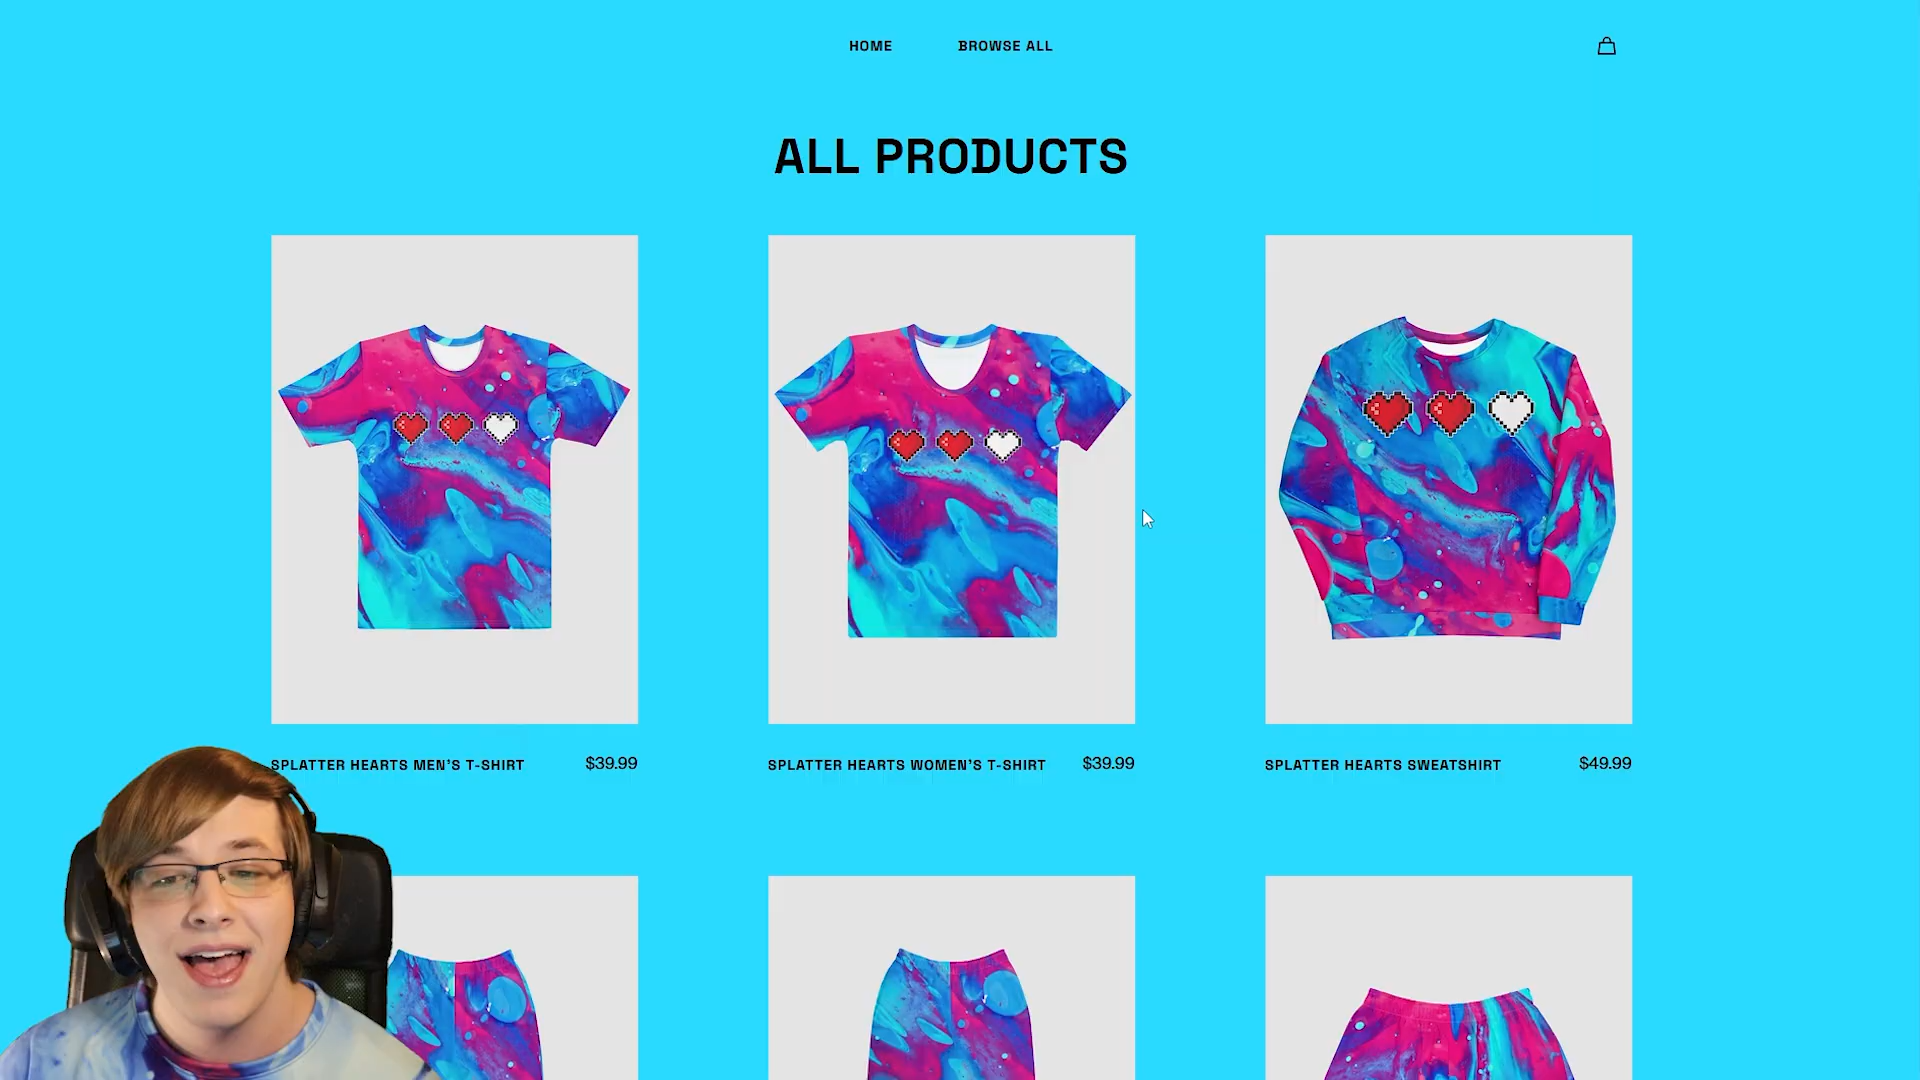 HOME BROWSE ALL
ALL PRODUCTS
SPLATTER HEARTS MEN'S T-SHIRT $39.99
SPLATTER HEARTS WOMEN'S T-SHIRT $39.99
SPLATTER HEARTS SWEATSHIRT $49.99